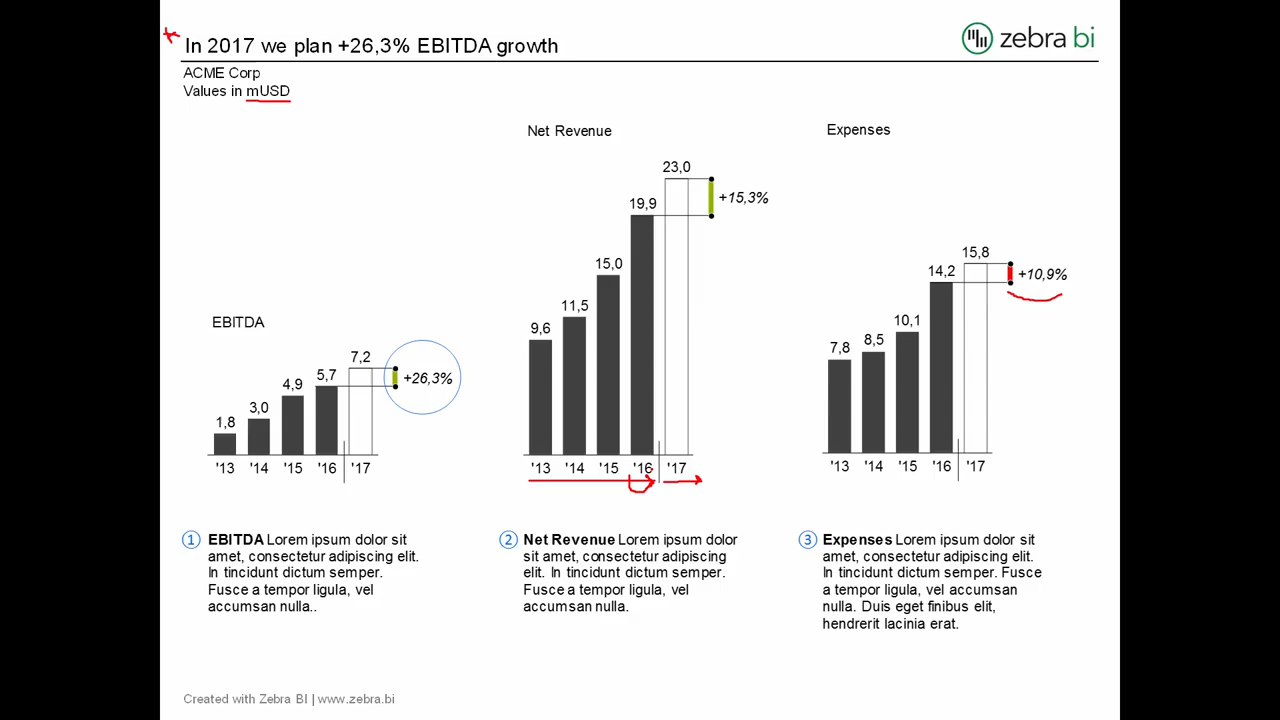 In 2017 we plan +26,3% EBITDA growth
zebra bi
ACME Corp
Values in mUSD
EBITDA
1,8
3,0
4,9
5,7
7,2
+26,3%
'13 '14 '15 '16 '17
Net Revenue
9,6
11,5
15,0
19,9
23,0
+15,3%
'13 '14 '15 '16 '17
Expenses
7,8
8,5
10,1
14,2
15,8
+10,9%
'13 '14 '15 '16 '17
1 EBITDA Lorem ipsum dolor sit
amet, consectetur adipiscing elit.
In tincidunt dictum semper.
Fusce a tempor ligula, vel
accumsan nulla..
2 Net Revenue Lorem ipsum dolor
sit amet, consectetur adipiscing
elit. In tincidunt dictum semper.
Fusce a tempor ligula, vel
accumsan nulla.
3 Expenses Lorem ipsum dolor sit
amet, consectetur adipiscing elit.
In tincidunt dictum semper. Fusce
a tempor ligula, vel accumsan
nulla. Duis eget finibus elit,
hendrerit lacinia erat.
Created with Zebra BI | www.zebra.bi